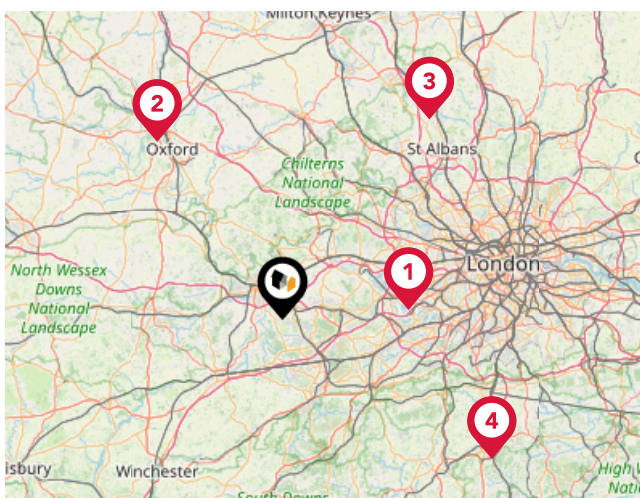 Milton Keynes
3
2
Oxford
St Albans
Chilterns
National
Landscape
1
London
North Wessex
Downs
National
Landscape
4
isbury
Winchester
South Downs
High W
Natio